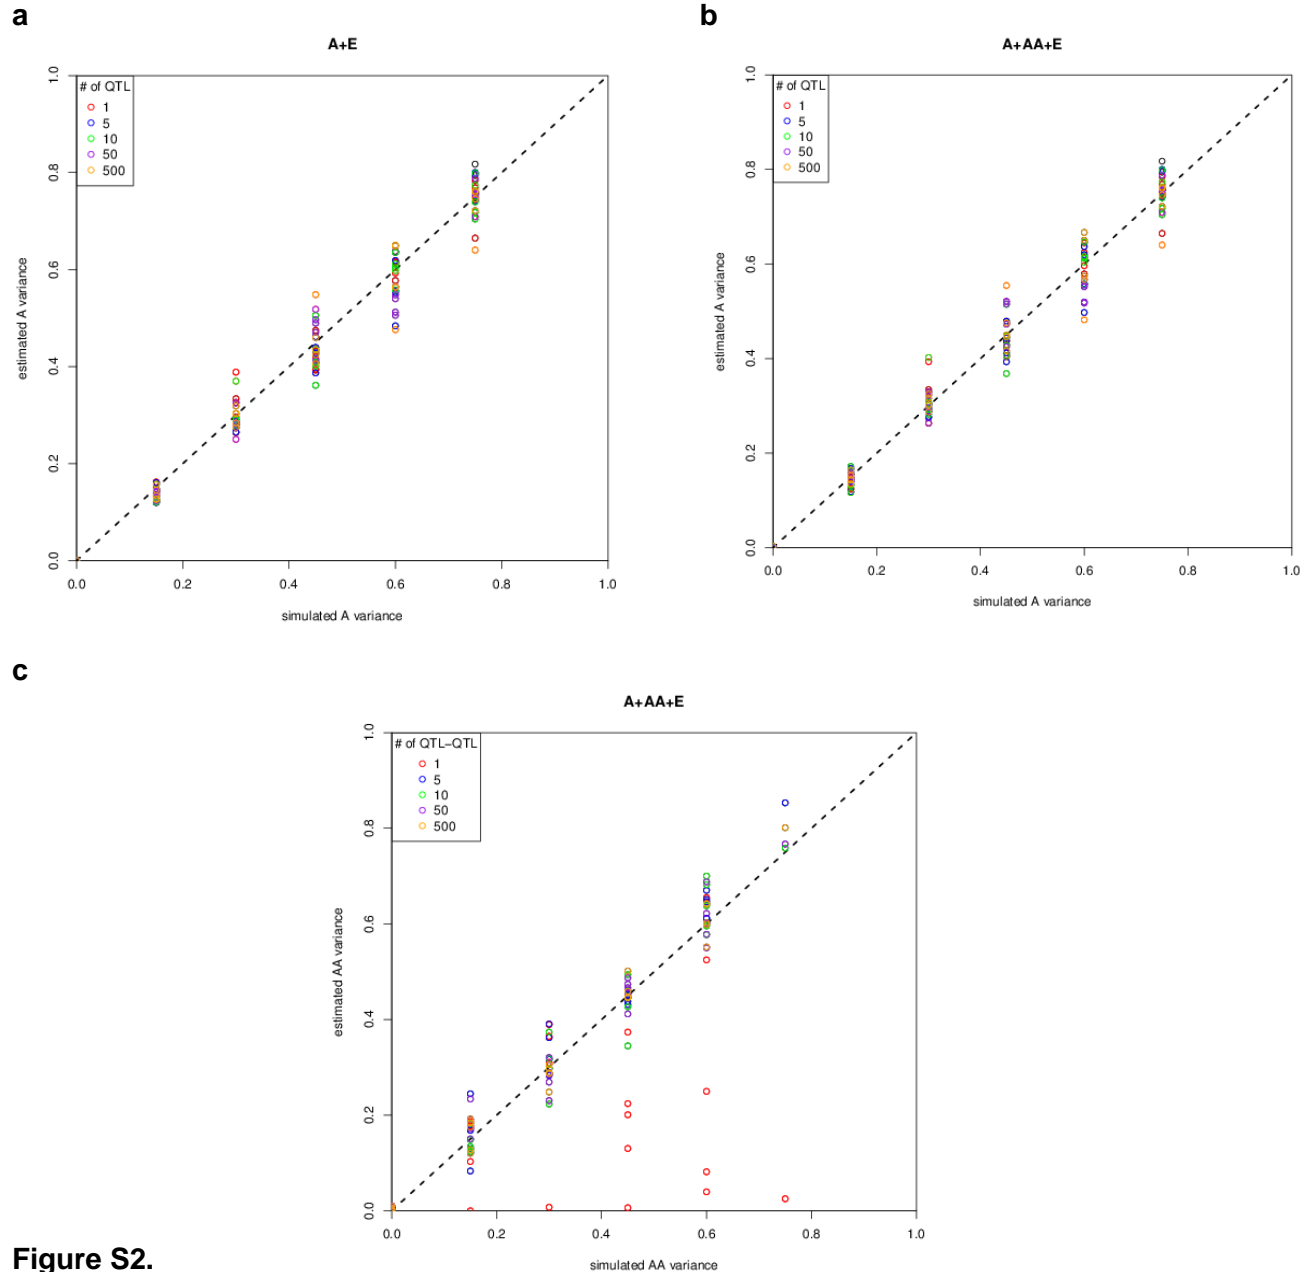 a
A+E
# of QTL
1
5
10
50
500
1.0
0.8
0.6
0.4
0.2
0.0
estimated A variance
0.0 0.2 0.4 0.6 0.8 1.0
simulated A variance
b
A+AA+E
# of QTL
1
5
10
50
500
1.0
0.8
0.6
0.4
0.2
0.0
estimated A variance
0.0 0.2 0.4 0.6 0.8 1.0
simulated A variance
c
A+AA+E
# of QTL−QTL
1
5
10
50
500
1.0
0.8
0.6
0.4
0.2
0.0
estimated AA variance
0.0 0.2 0.4 0.6 0.8 1.0
simulated AA variance
Figure S2.